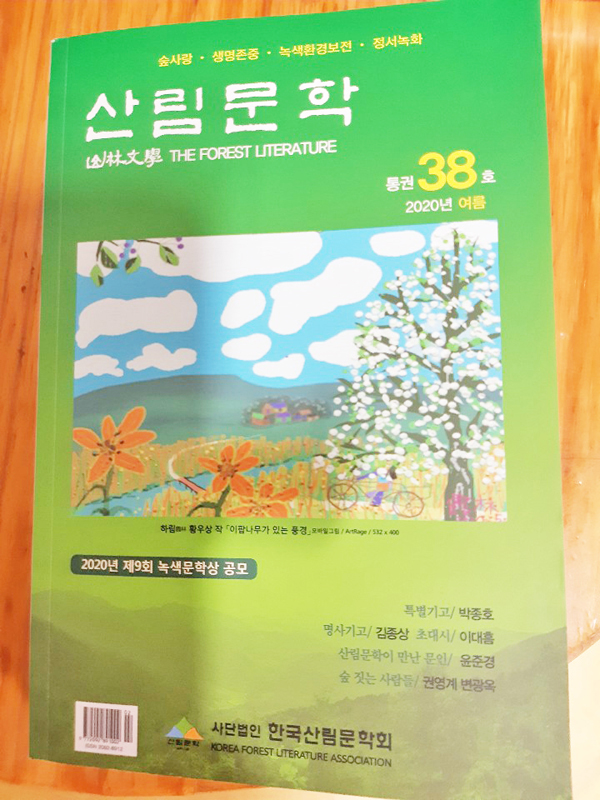 숲사랑 · 생명존중 · 녹색환경보전 · 정서녹화
산림문학
山林文學 THE FOREST LITERATURE
통권 38 호
2020년 여름
하림 황우상 작 「이팝나무가 있는 풍경」 모바일그림 / ArtRage / 532 x 400
2020년 제9회 녹색문학상 공모
특별기고/ 박종호
명사기고/ 김종상 초대시/ 이대흠
산림문학이 만난 문인/ 윤준경
숲 짓는 사람들/ 권영계 변광옥
산림문학
사단법인 한국산림문학회
KOREA FOREST LITERATURE ASSOCIATION